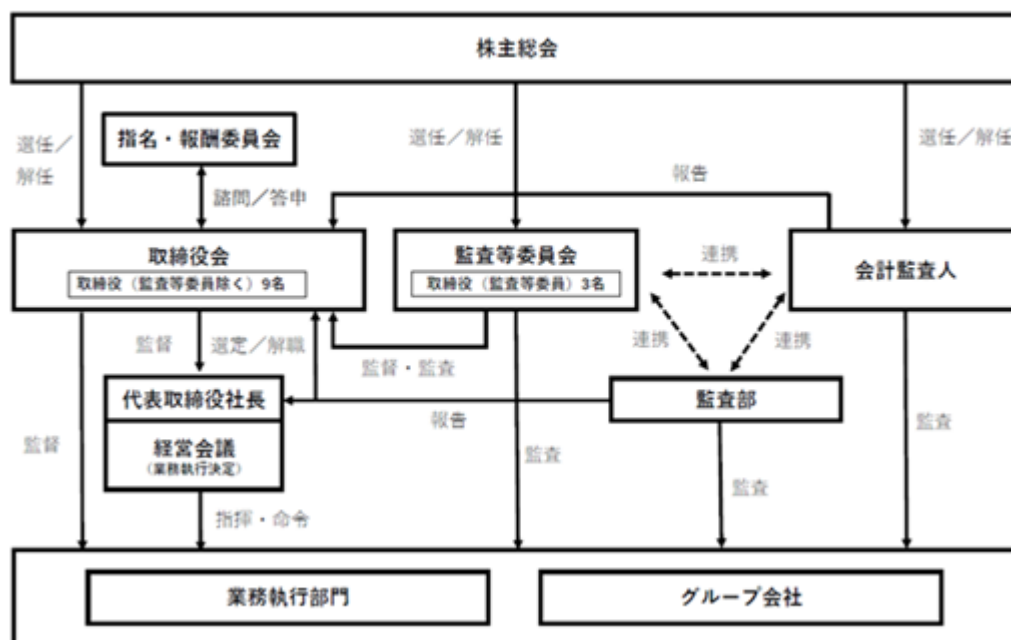 株主総会
選任／
解任
指名・報酬委員会
選任／解任
選任／解任
諮問／答申
報告
取締役会
取締役（監査等委員除く）9名
監査等委員会
取締役（監査等委員）3名
連携
会計監査人
監督
選定／解職
監督・監査
連携
連携
代表取締役社長
報告
監査部
経営会議
（業務執行決定）
監督
監査
監査
監査
指揮・命令
業務執行部門
グループ会社